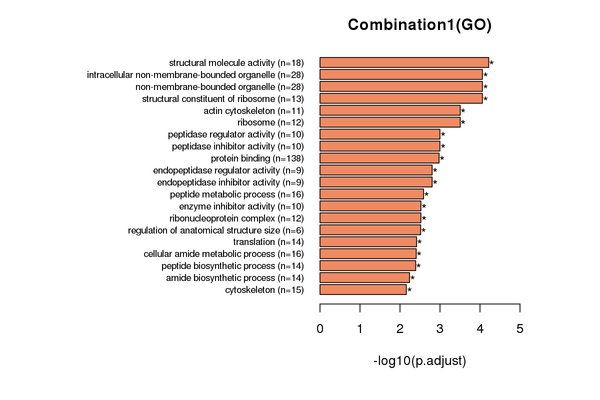 Combination1(GO)
structural molecule activity (n=18)
intracellular non-membrane-bounded organelle (n=28)
non-membrane-bounded organelle (n=28)
structural constituent of ribosome (n=13)
actin cytoskeleton (n=11)
ribosome (n=12)
peptidase regulator activity (n=10)
peptidase inhibitor activity (n=10)
protein binding (n=138)
endopeptidase regulator activity (n=9)
endopeptidase inhibitor activity (n=9)
peptide metabolic process (n=16)
enzyme inhibitor activity (n=10)
ribonucleoprotein complex (n=12)
regulation of anatomical structure size (n=6)
translation (n=14)
cellular amide metabolic process (n=16)
peptide biosynthetic process (n=14)
amide biosynthetic process (n=14)
cytoskeleton (n=15)
* * * * * * * * * * * * * * * * * * * *
0 1 2 3 4 5
-log10(p.adjust)